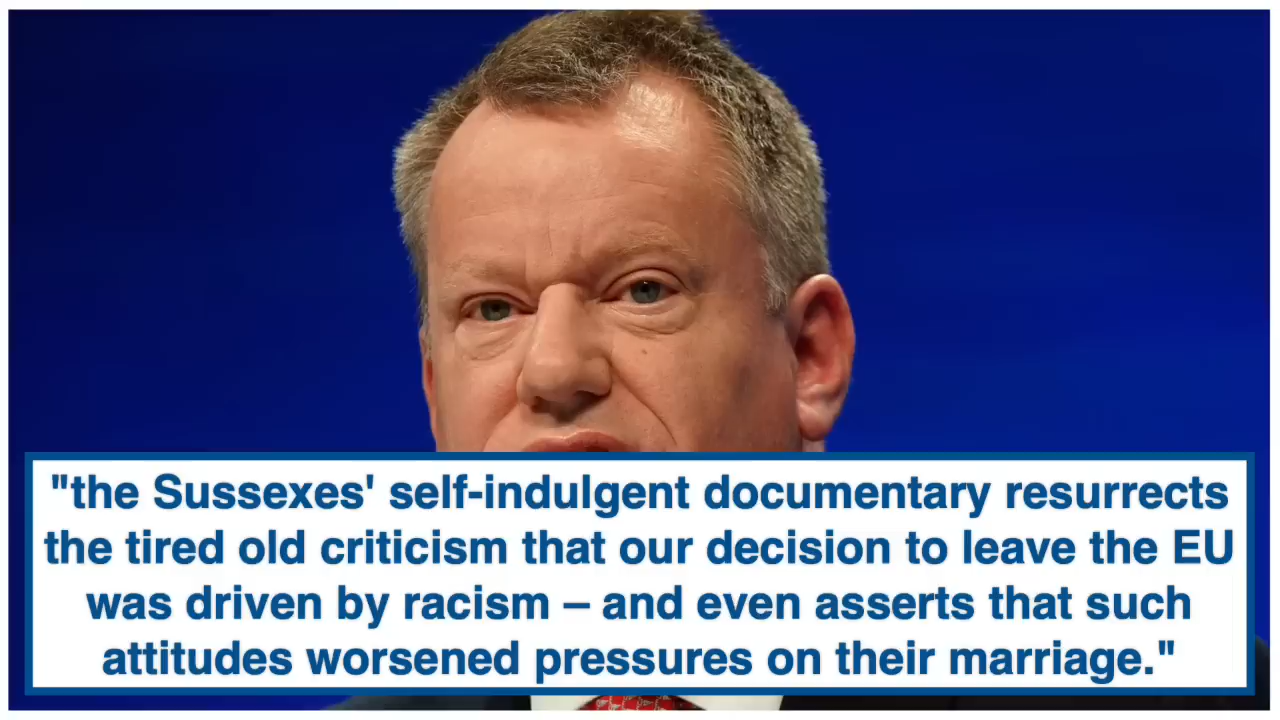 "the Sussexes' self-indulgent documentary resurrects
the tired old criticism that our decision to leave the EU
was driven by racism – and even asserts that such
attitudes worsened pressures on their marriage."